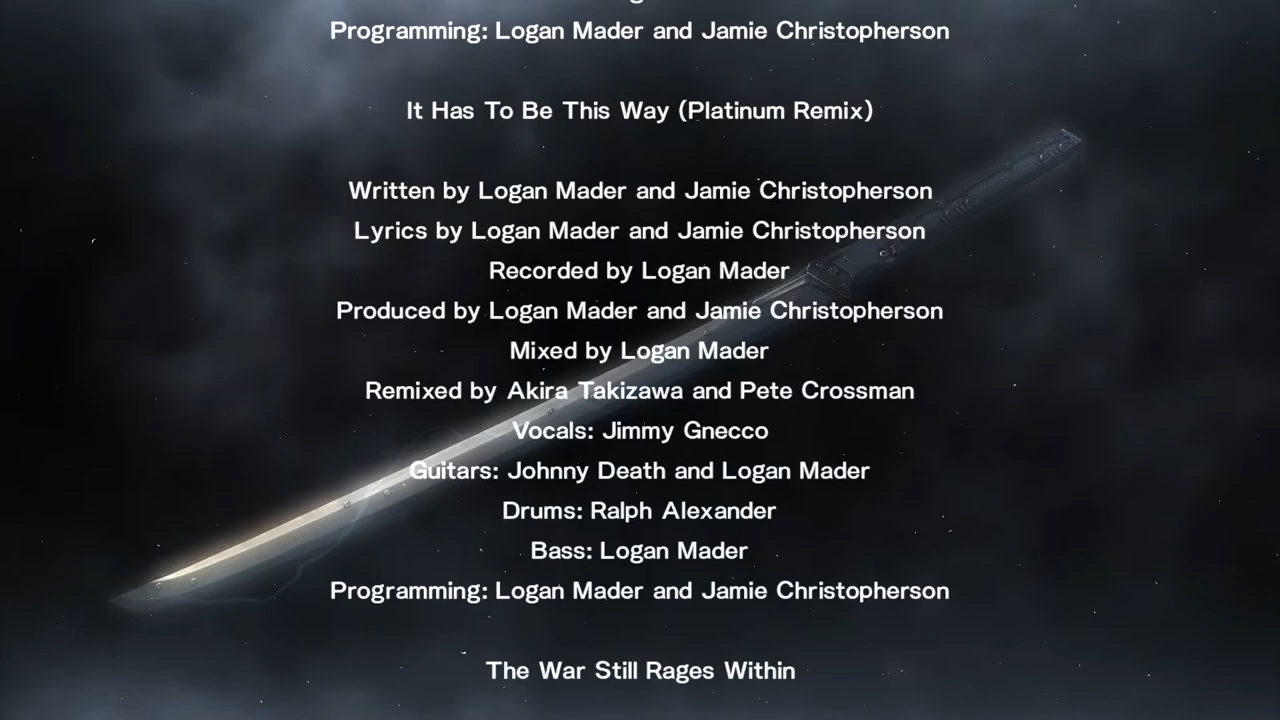 Programming: Logan Mader and Jamie Christopherson
It Has To Be This Way (Platinum Remix)
Written by Logan Mader and Jamie Christopherson
Lyrics by Logan Mader and Jamie Christopherson
Recorded by Logan Mader
Produced by Logan Mader and Jamie Christopherson
Mixed by Logan Mader
Remixed by Akira Takizawa and Pete Crossman
Vocals: Jimmy Gnecco
Guitars: Johnny Death and Logan Mader
Drums: Ralph Alexander
Bass: Logan Mader
Programming: Logan Mader and Jamie Christopherson
The War Still Rages Within